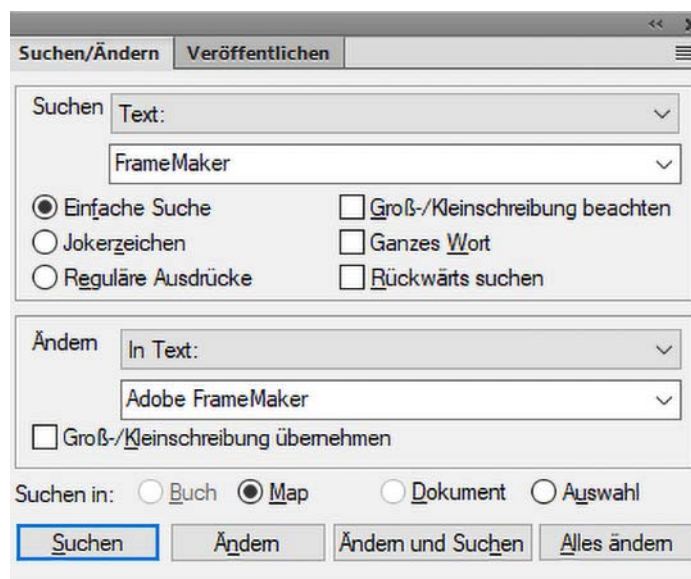 Suchen/Ändern Veröffentlichen
Suchen Text:
FrameMaker
Einfache Suche Groß-/Kleinschreibung beachten
Jokerzeichen Ganzes Wort
Reguläre Ausdrücke Rückwärts suchen
Ändern In Text:
Adobe FrameMaker
Groß-/Kleinschreibung übernehmen
Suchen in: Buch Map Dokument Auswahl
Suchen Ändern Ändern und Suchen Alles ändern